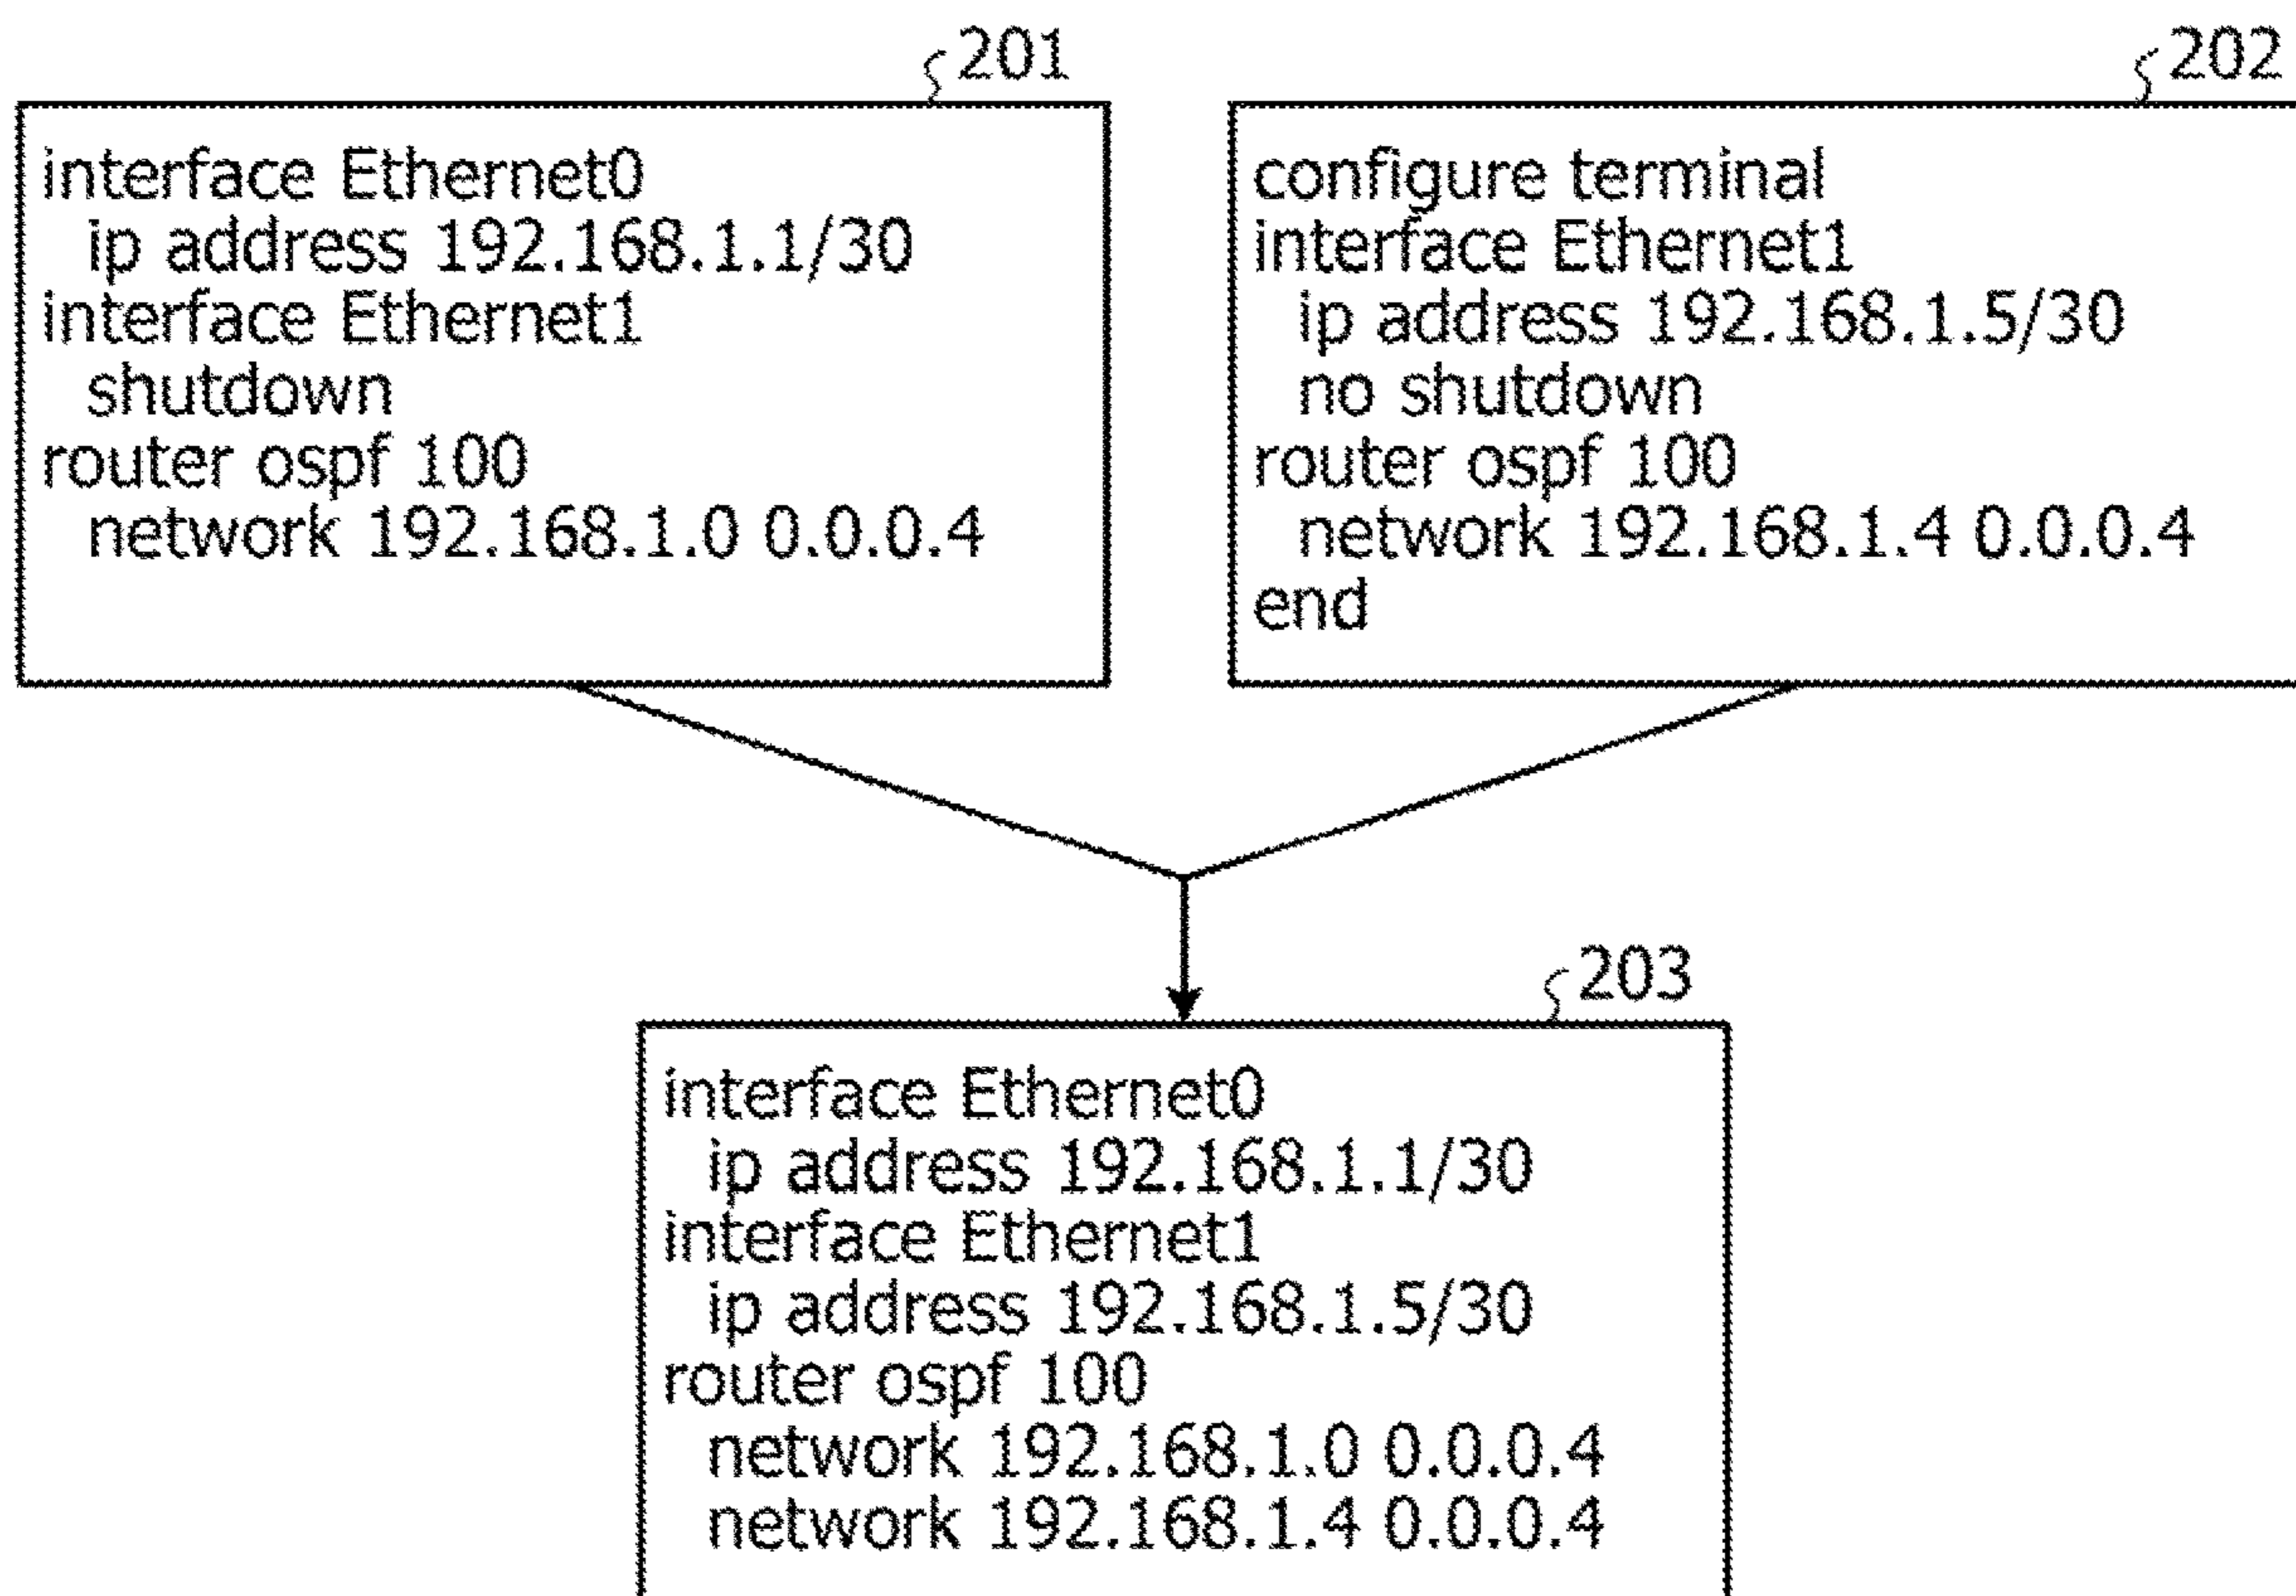 201
interface Ethernet0
ip address 192.168.1.1/30
interface Ethernet1
shutdown
router ospf 100
network 192.168.1.0 0.0.0.4
202
configure terminal
interface Ethernet1
ip address 192.168.1.5/30
no shutdown
router ospf 100
network 192.168.1.4 0.0.0.4
end
203
interface Ethernet0
ip address 192.168.1.1/30
interface Ethernet1
ip address 192.168.1.5/30
router ospf 100
network 192.168.1.0 0.0.0.4
network 192.168.1.4 0.0.0.4